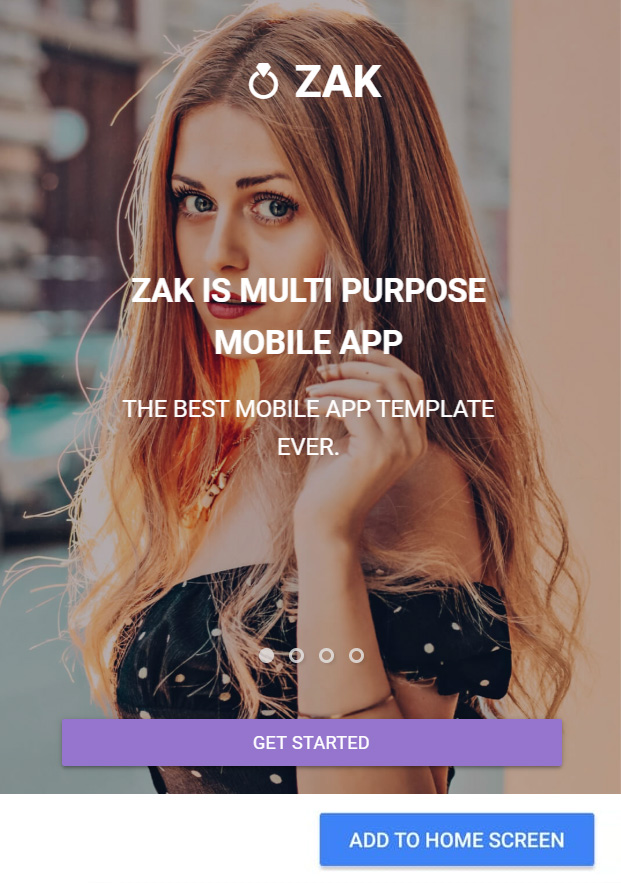 ZAK
ZAK IS MULTI PURPOSE
MOBILE APP
THE BEST MOBILE APP TEMPLATE
EVER.
GET STARTED
ADD TO HOME SCREEN